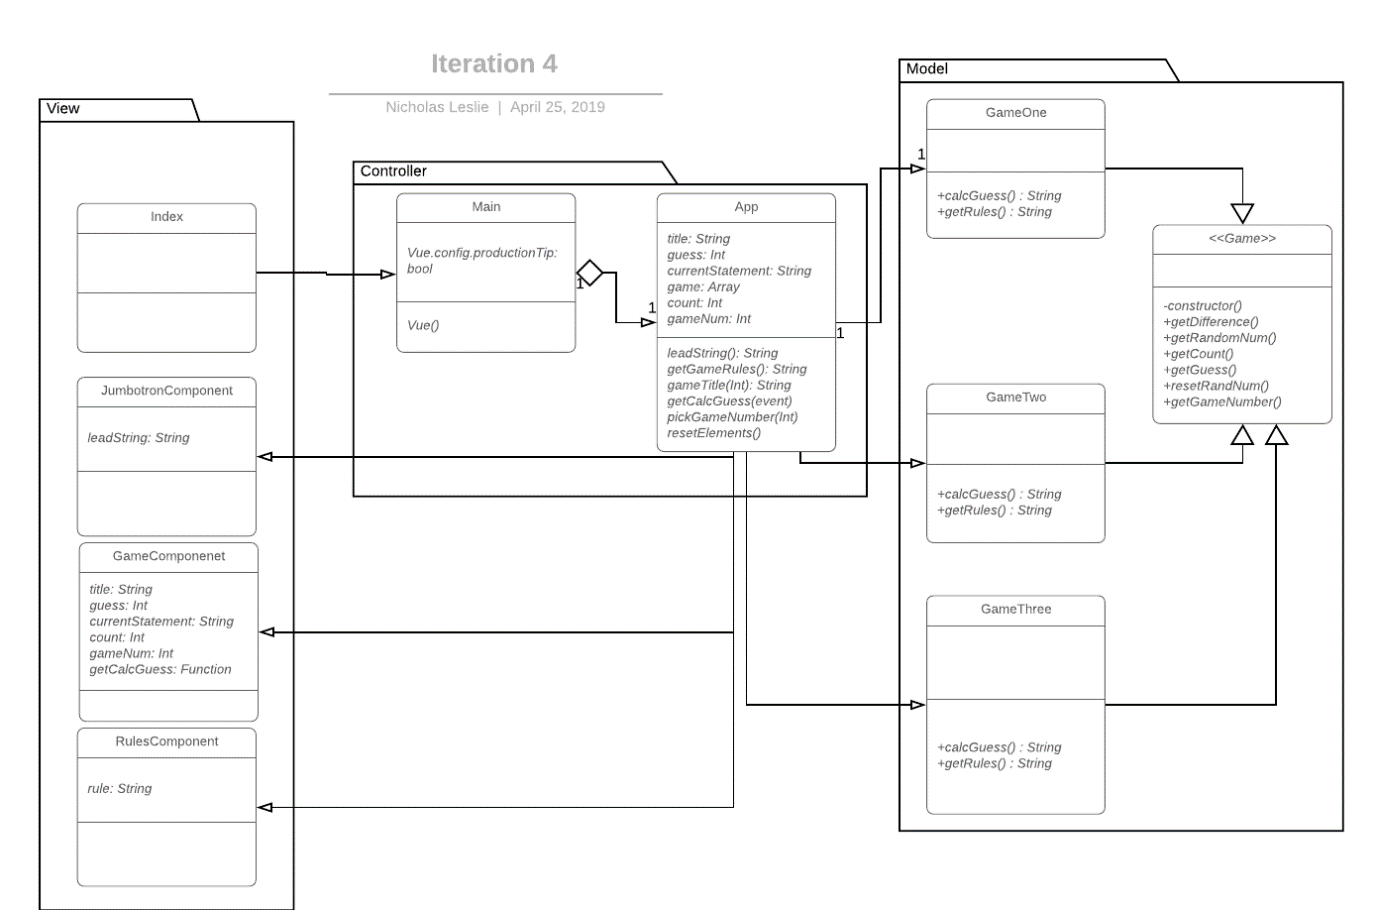 Iteration 4
Nicholas Leslie | April 25, 2019
View
Index
JumbotronComponent
leadString: String
GameComponenet
title: String
guess: Int
currentStatement: String
count: Int
gameNum: Int
getCalcGuess: Function
RulesComponent
rule: String
Controller
Main
Vue.config.productionTip:
bool
Vue()
1
1
App
title: String
guess: Int
currentStatement: String
game: Array
count: Int
gameNum: Int
leadString(): String
getGameRules(): String
gameTitle(Int): String
getCalcGuess(event)
pickGameNumber(Int)
resetElements()
1
1
Model
GameOne
+calcGuess() : String
+getRules() : String
<<Game>>
-constructor()
+getDifference()
+getRandomNum()
+getCount()
+getGuess()
+resetRandNum()
+getGameNumber()
GameTwo
+calcGuess() : String
+getRules() : String
GameThree
+calcGuess() : String
+getRules() : String